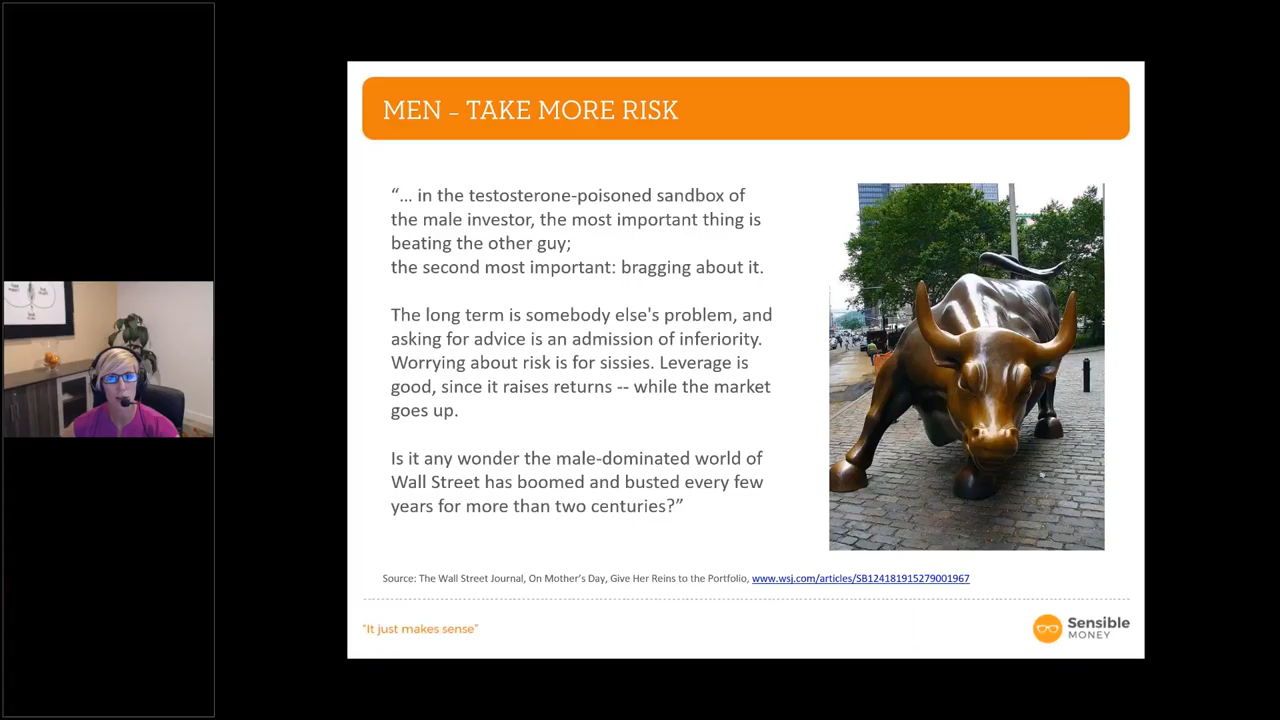 MEN – TAKE MORE RISK
“... in the testosterone-poisoned sandbox of
the male investor, the most important thing is
beating the other guy;
the second most important: bragging about it.
The long term is somebody else's problem, and
asking for advice is an admission of inferiority.
Worrying about risk is for sissies. Leverage is
good, since it raises returns -- while the market
goes up.
Is it any wonder the male-dominated world of
Wall Street has boomed and busted every few
years for more than two centuries?”
Source: The Wall Street Journal, On Mother’s Day, Give Her Reins to the Portfolio, www.wsj.com/articles/SB124181915279001967
"It just makes sense"
Sensible
MONEY